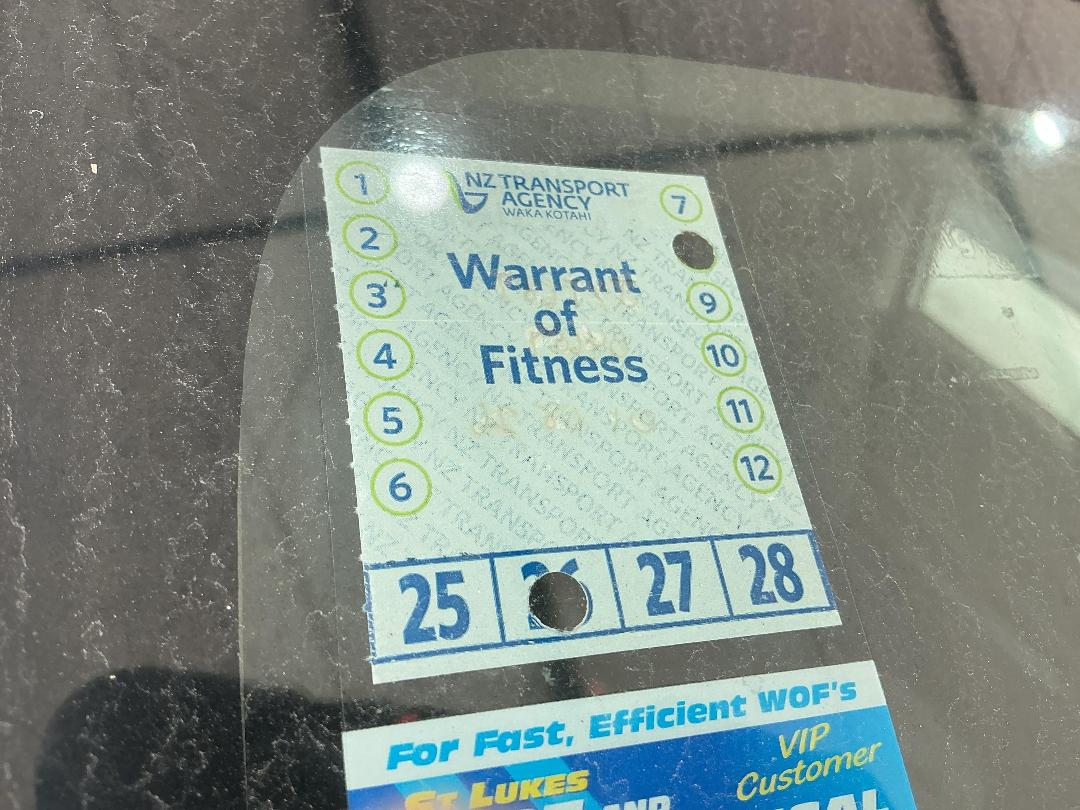 NZ TRANSPORT
AGENCY
WAKA KOTAHI
1
2
3
4
5
6
7
9
10
11
12
Warrant
of
Fitness
25
27
28
For Fast, Efficient WOF's
VIP
Customer
ST LUKES
AND